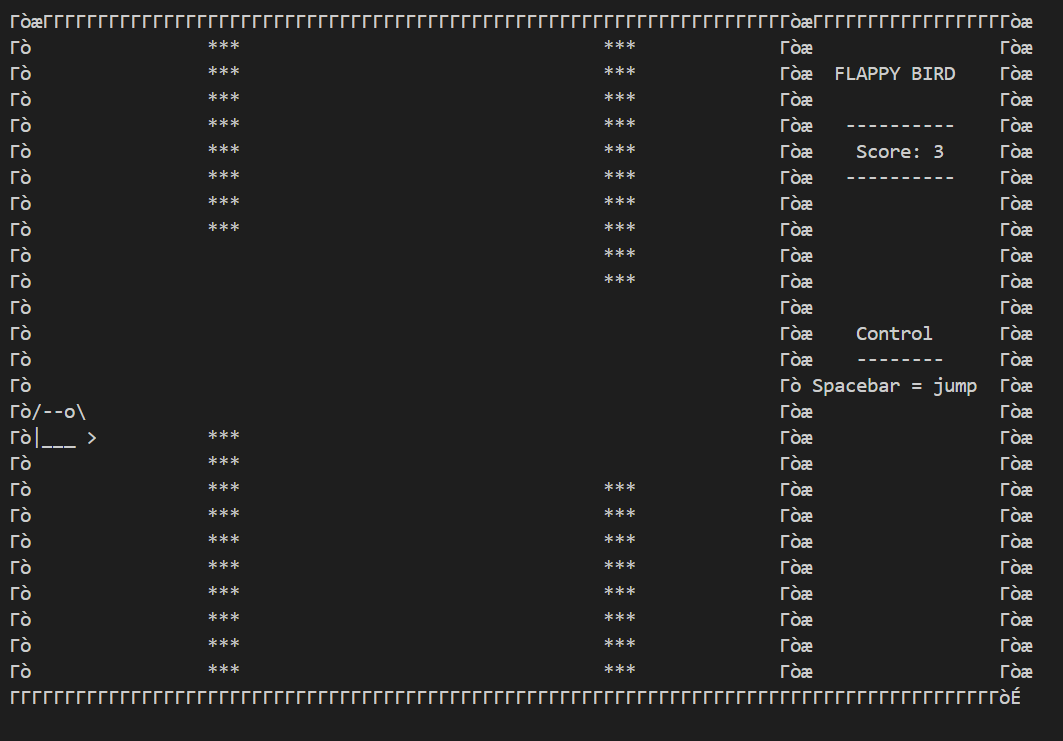 ΓòæΓΓΓΓΓΓΓΓΓΓΓΓΓΓΓΓΓΓΓΓΓΓΓΓΓΓΓΓΓΓΓΓΓΓΓΓΓΓΓΓΓΓΓΓΓΓΓΓΓΓΓΓΓΓΓΓΓΓΓΓΓΓΓΓΓΓΓΓòæΓΓΓΓΓΓΓΓΓΓΓΓΓΓΓΓΓΓòæ
Γò *** *** Γòæ Γòæ
Γò *** *** Γòæ FLAPPY BIRD Γòæ
Γò *** *** Γòæ Γòæ
Γò *** *** Γòæ ---------- Γòæ
Γò *** *** Γòæ Score: 3 Γòæ
Γò *** *** Γòæ ---------- Γòæ
Γò *** *** Γòæ Γòæ
Γò *** *** Γòæ Γòæ
Γò *** Γòæ Γòæ
Γò *** Γòæ Γòæ
Γò Γòæ Γòæ
Γò Γòæ Control Γòæ
Γò Γòæ -------- Γòæ
Γò Γò Spacebar = jump Γòæ
Γò/--o\ Γòæ Γòæ
Γò|___ > *** Γòæ Γòæ
Γò *** Γòæ Γòæ
Γò *** *** Γòæ Γòæ
Γò *** *** Γòæ Γòæ
Γò *** *** Γòæ Γòæ
Γò *** *** Γòæ Γòæ
Γò *** *** Γòæ Γòæ
Γò *** *** Γòæ Γòæ
Γò *** *** Γòæ Γòæ
Γò *** *** Γòæ Γòæ
ΓΓΓΓΓΓΓΓΓΓΓΓΓΓΓΓΓΓΓΓΓΓΓΓΓΓΓΓΓΓΓΓΓΓΓΓΓΓΓΓΓΓΓΓΓΓΓΓΓΓΓΓΓΓΓΓΓΓΓΓΓΓΓΓΓΓΓΓΓΓΓΓΓΓΓΓΓΓΓΓΓΓΓΓΓΓΓΓΓΓòÉ